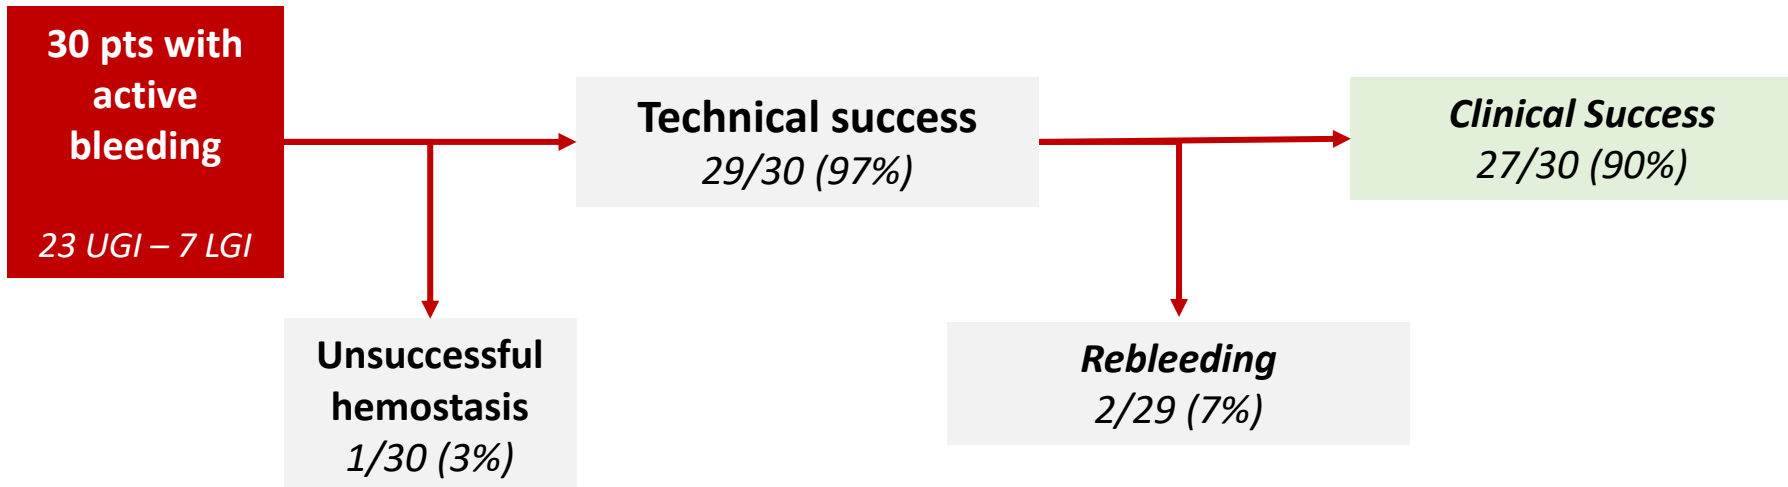 30 pts with
active
bleeding
23 UGI – 7 LGI
Unsuccessful
hemostasis
1/30 (3%)
Technical success
29/30 (97%)
Rebleeding
2/29 (7%)
Clinical Success
27/30 (90%)